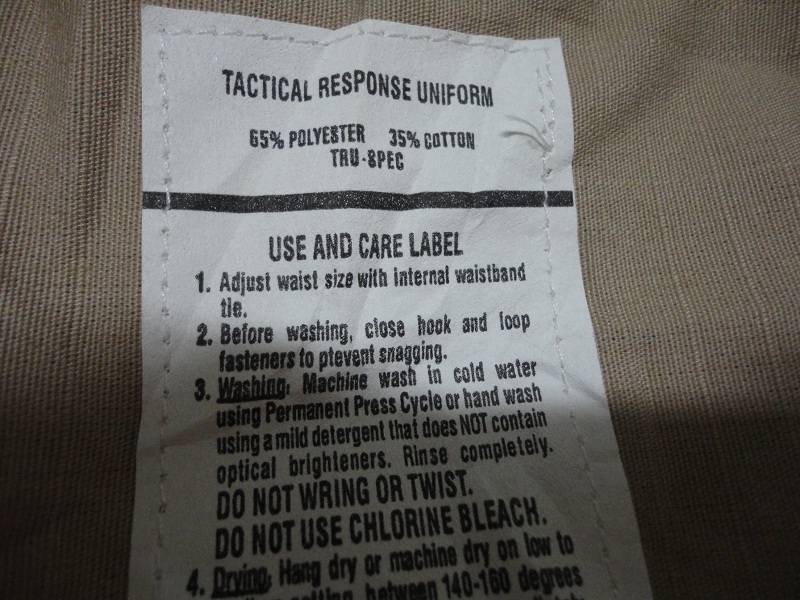 TACTICAL RESPONSE UNIFORM
65% POLYESTER 35% COTTON
TRU-SPEC
USE AND CARE LABEL
1. Adjust waist size with internal waistband
tie.
2. Before washing, close hook and loop
fasteners to ptevent snagging.
3. Washing: Machine wash in cold water
using Permanent Press Cycle or hand wash
using a mild detergent that does NOT contain
optical brighteners. Rinse completely.
DO NOT WRING OR TWIST.
DO NOT USE CHLORINE BLEACH.
4. Drying: Hang dry or machine dry on low to
setting, between 140-160 degrees